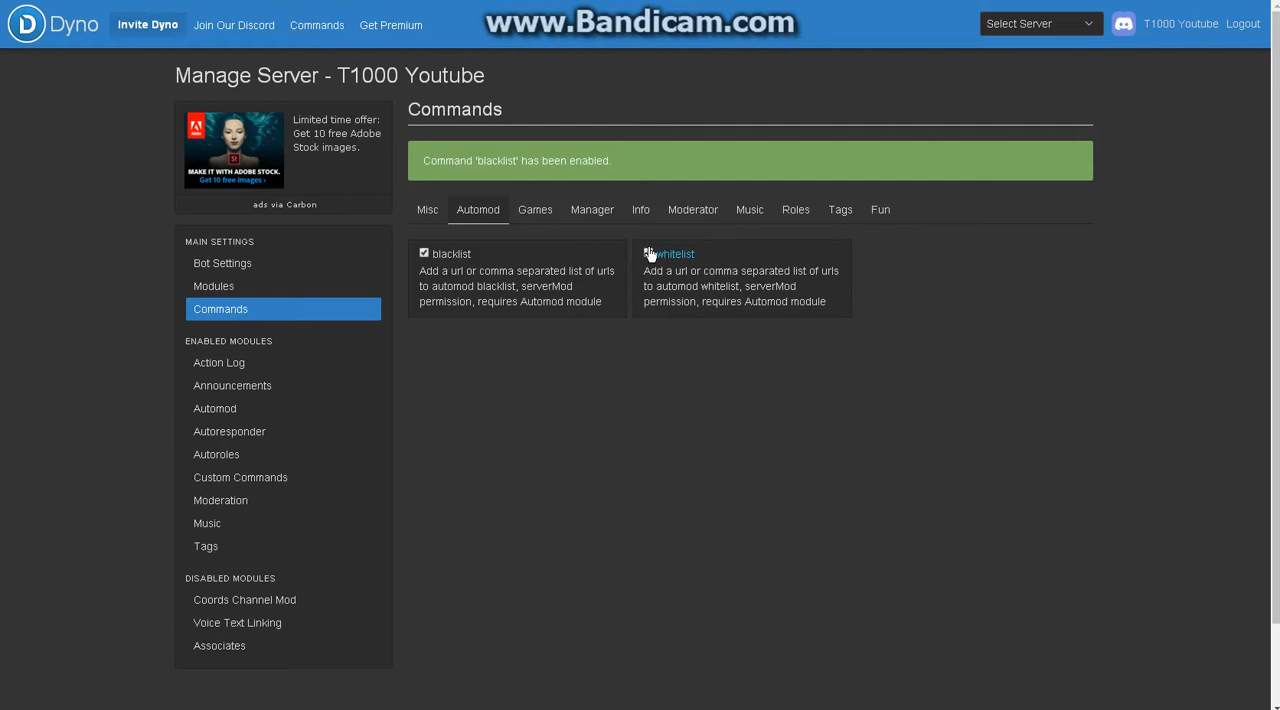 Dyno
Invite Dyno
Join Our Discord
Commands
Get Premium
www.Bandicam.com
Select Server
T1000 Youtube
Logout
Manage Server - T1000 Youtube
MAKE IT WITH ADOBE STOCK.
Get 10 free images ›
Limited time offer:
Get 10 free Adobe
Stock images.
ads via Carbon
MAIN SETTINGS
Bot Settings
Modules
Commands
ENABLED MODULES
Action Log
Announcements
Automod
Autoresponder
Autoroles
Custom Commands
Moderation
Music
Tags
DISABLED MODULES
Coords Channel Mod
Voice Text Linking
Associates
Commands
Command 'blacklist' has been enabled.
Misc
Automod
Games
Manager
Info
Moderator
Music
Roles
Tags
Fun
blacklist
Add a url or comma separated list of urls
to automod blacklist, serverMod
permission, requires Automod module
whitelist
Add a url or comma separated list of urls
to automod whitelist, serverMod
permission, requires Automod module